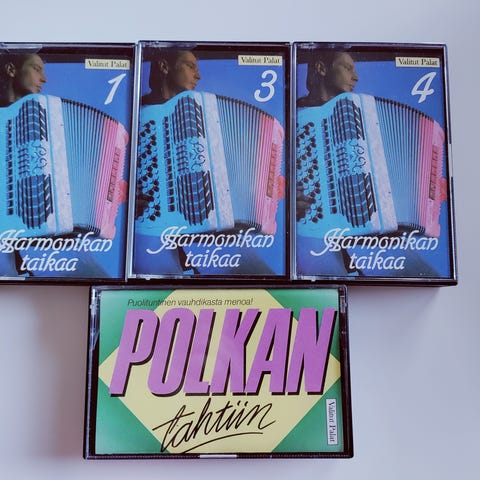 Valitut Palat
1
Harmonikan
taikaa
Valitut Palat
3
Harmonikan
taikaa
Valitut Palat
4
Harmonikan
taikaa
Puolituntinen vauhdikasta menoa!
POLKAN
tahtiin
Valitut Palat